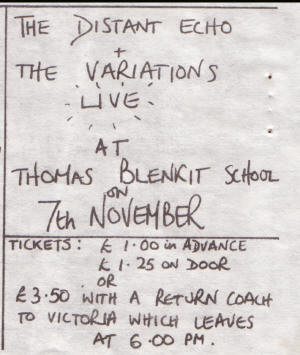 THE DISTANT ECHO
+
THE VARIATIONS
LIVE
AT
THOMAS BLENKIT SCHOOL
ON
7th NOVEMBER
TICKETS: £ 1.00 in ADVANCE
£ 1.25 ON DOOR
OR
£3.50 WITH A RETURN COACH
TO VICTORIA WHICH LEAVES
AT 6.00 PM.